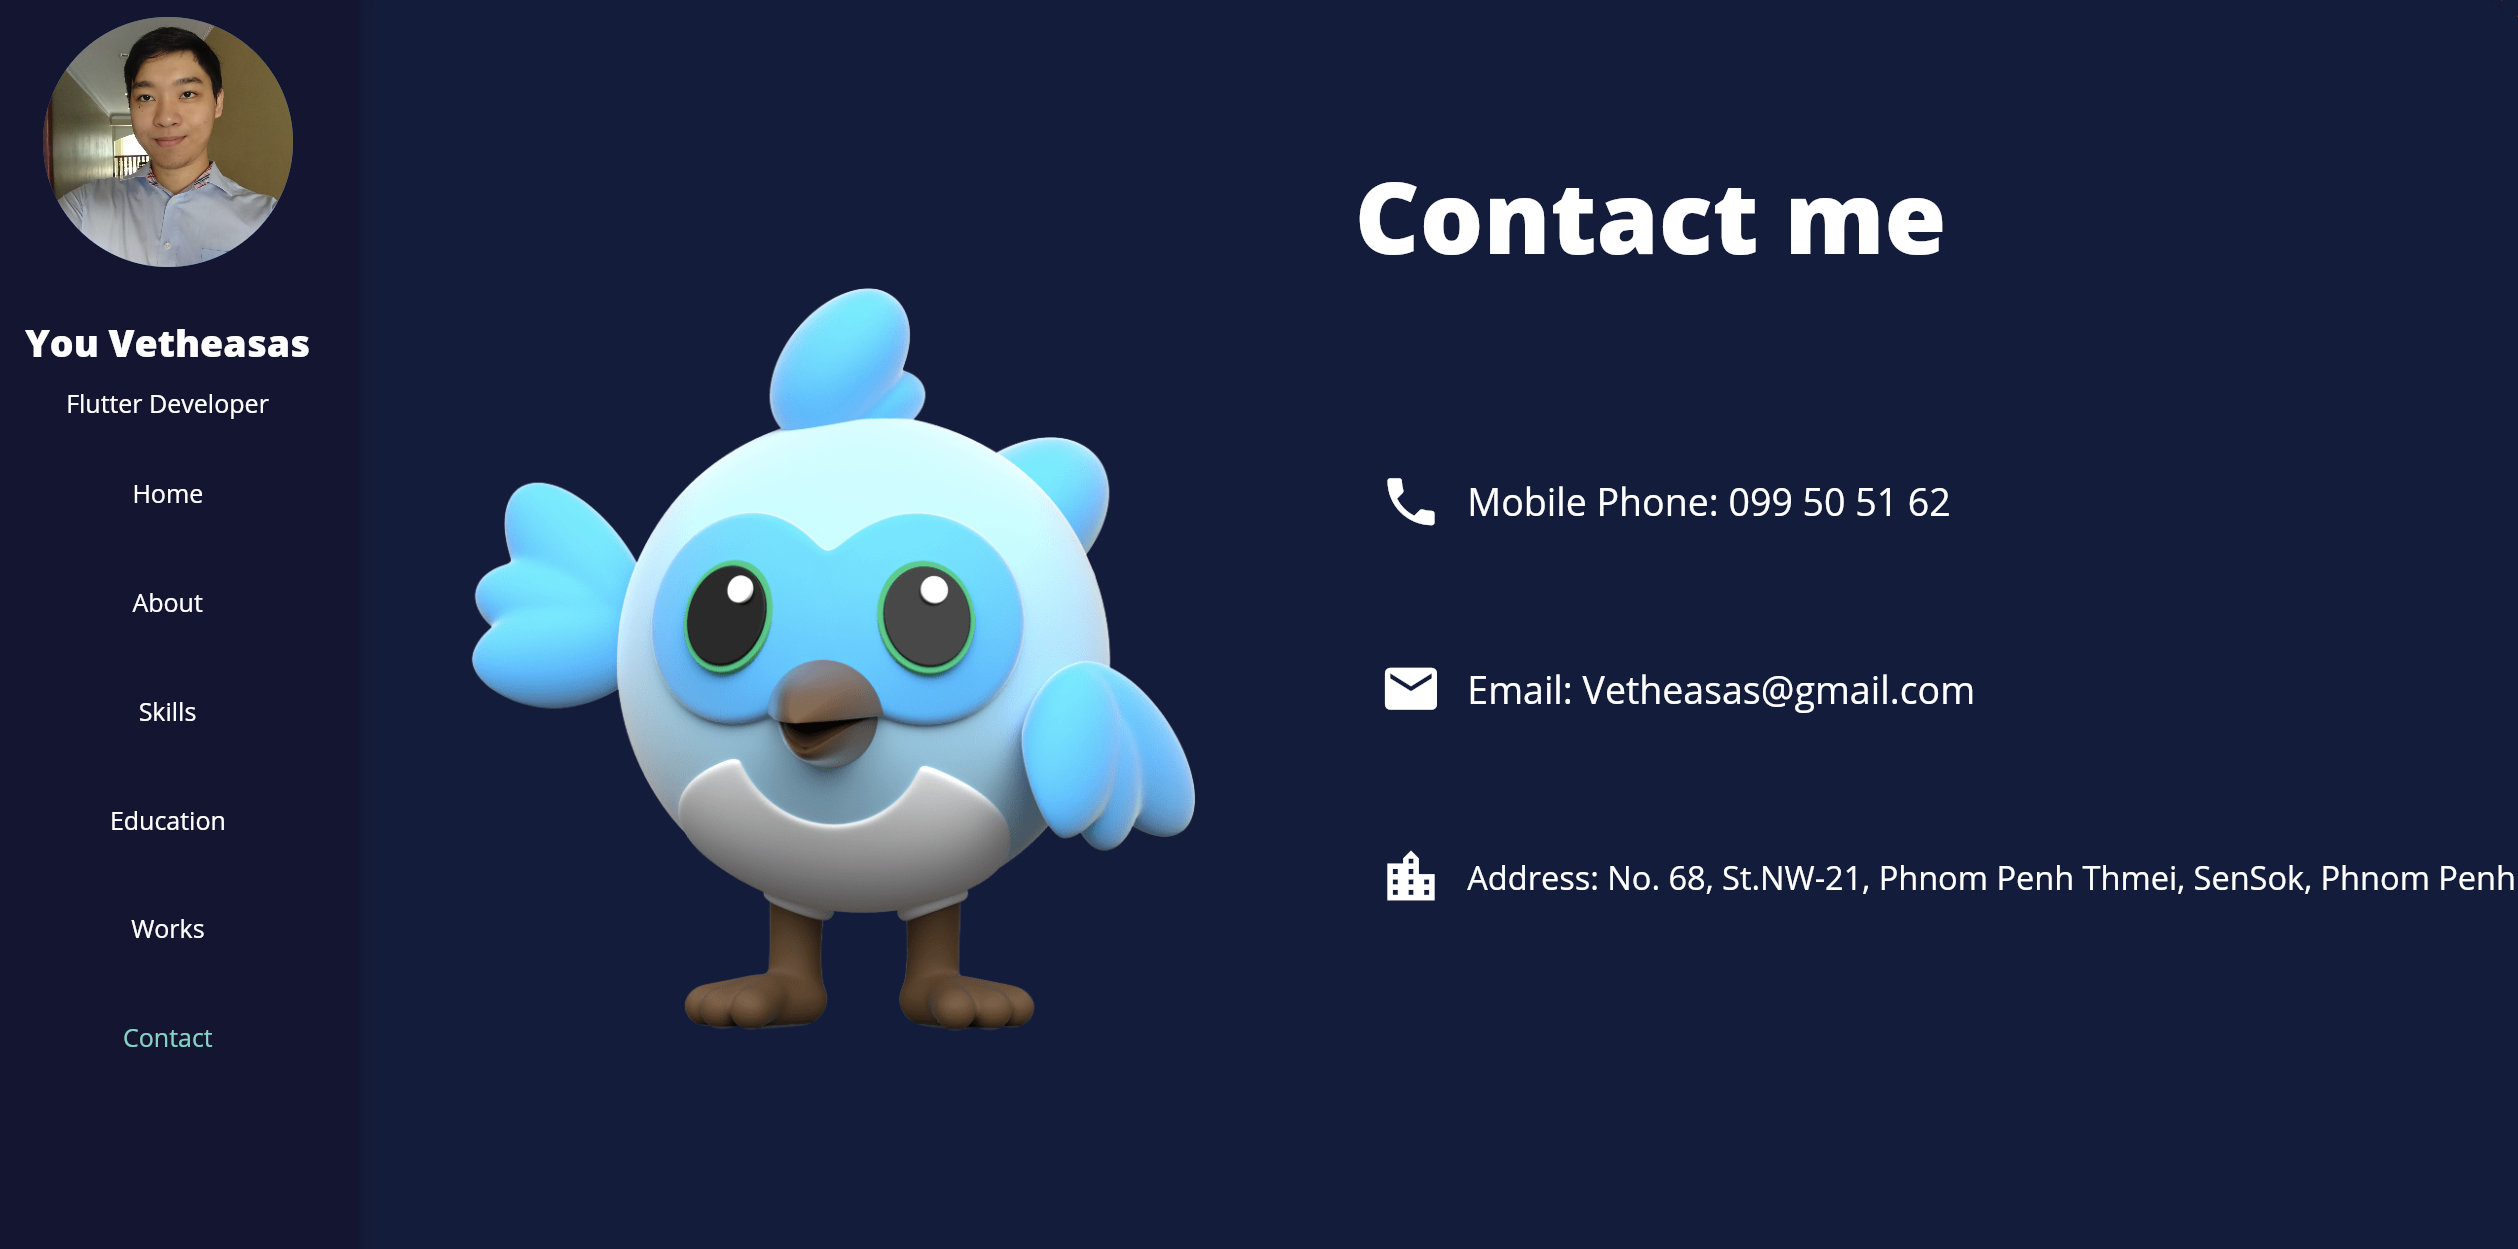 You Vetheasas
Flutter Developer
Home
About
Skills
Education
Works
Contact
Contact me
Mobile Phone: 099 50 51 62
Email: Vetheasas@gmail.com
Address: No. 68, St.NW-21, Phnom Penh Thmei, SenSok, Phnom Penh